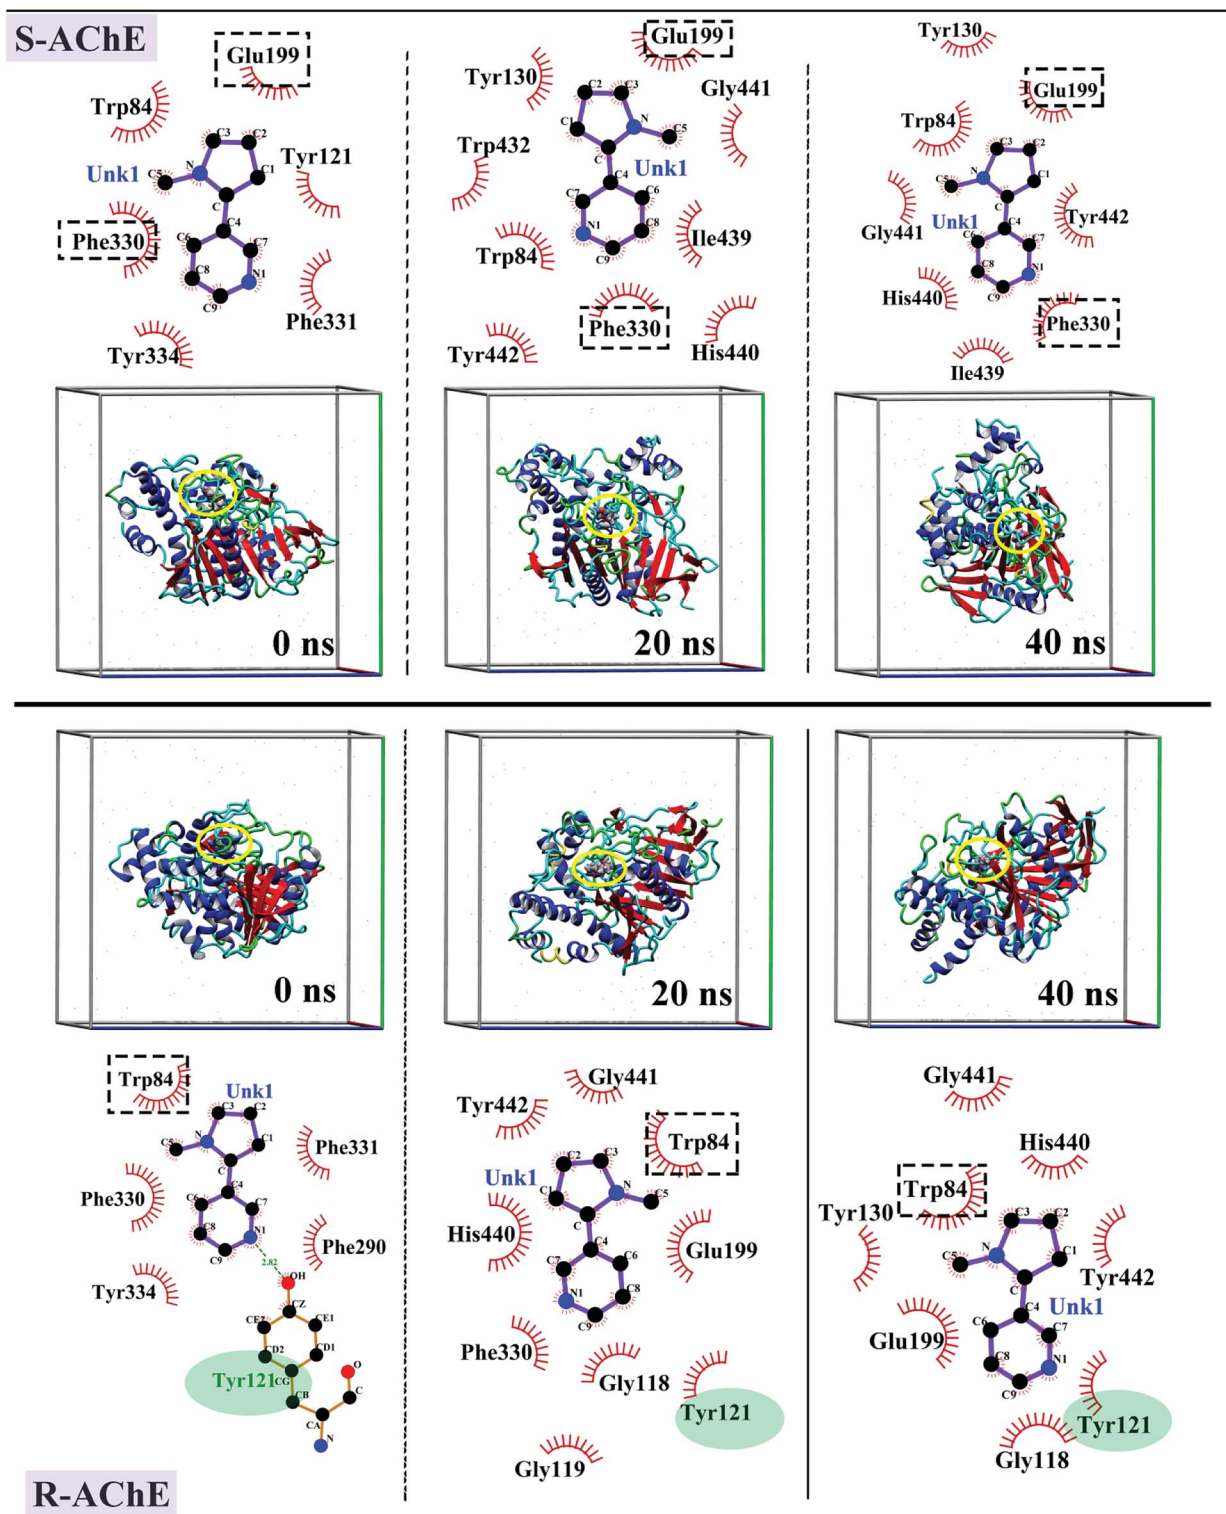 S-AChE
Glu199
Trp84
C3
C2
N
C5
C1
Tyr121
Unk1
C
C4
Phe330
C6
C7
C8
N1
C9
Phe331
Tyr334
0 ns
Glu199
Tyr130
C2
C3
Gly441
C1
N
C5
Trp432
C
Unk1
C4
C7
C6
C8
N1
Ile439
Trp84
C9
Phe330
Tyr442
His440
20 ns
Tyr130
Glu199
Trp84
C3
C2
N
C1
C5
C
Tyr442
Gly441
Unk1
C4
C6
C7
C8
N1
His440
C9
Phe330
Ile439
40 ns
0 ns
20 ns
40 ns
Trp84
Unk1
C3
C2
C5
N
C1
Phe331
C
C4
Phe330
C6
C7
C8
N1
C9
Phe290
2.82
Tyr334
OH
CZ
CE2
CE1
CD2
CD1
Tyr121
CG
O
CB
C
CA
N
Gly441
Tyr442
Trp84
C2
C3
Unk1
N
C1
C5
C
His440
C4
Glu199
C7
C6
N1
C8
C9
Phe330
Gly118
Tyr121
Gly119
Gly441
His440
Trp84
Tyr130
C3
C2
N
C1
C5
C
Tyr442
C4
Unk1
C6
C7
Glu199
C8
N1
C9
Tyr121
Gly118
R-AChE